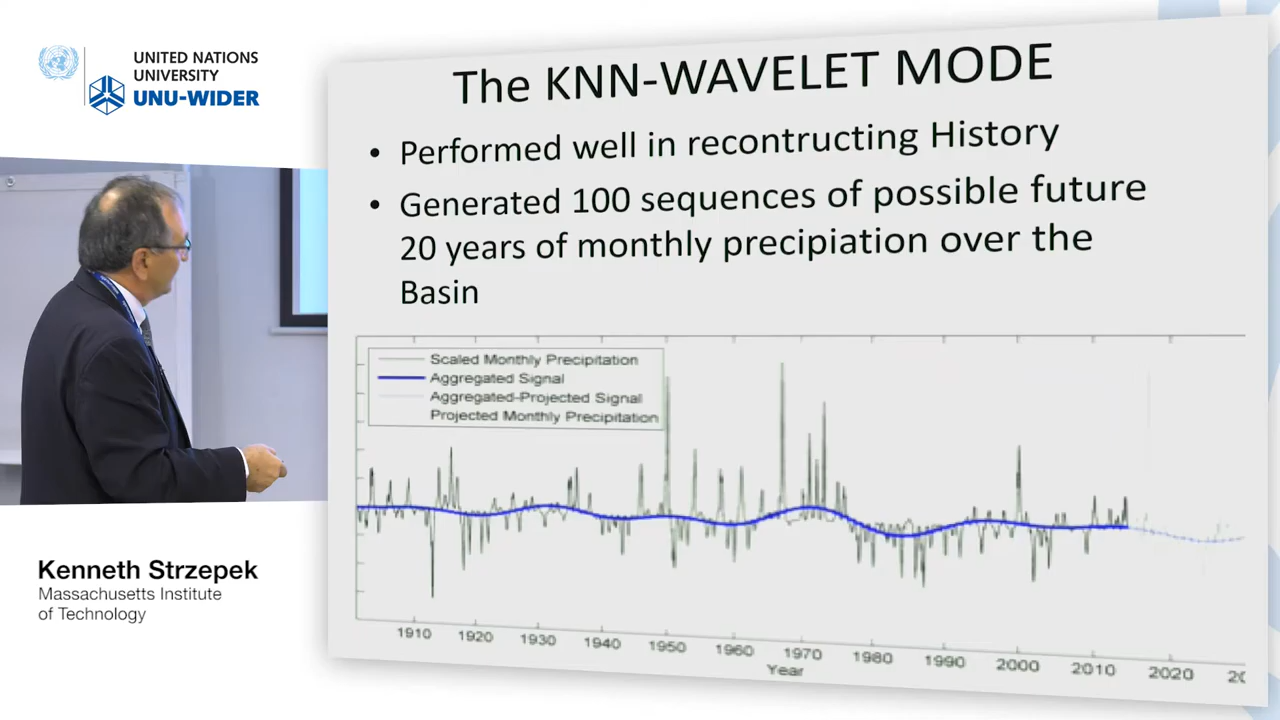 UNITED NATIONS
UNIVERSITY
UNU-WIDER
The KNN-WAVELET MODE
• Performed well in recontructing History
• Generated 100 sequences of possible future
20 years of monthly precipiation over the
Basin
Scaled Monthly Precipitation
Aggregated Signal
Aggregated-Projected Signal
Projected Monthly Precipitation
1910 1920 1930 1940 1950 1960 1970 1980 1990 2000 2010 2020
Year
Kenneth Strzepek
Massachusetts Institute
of Technology